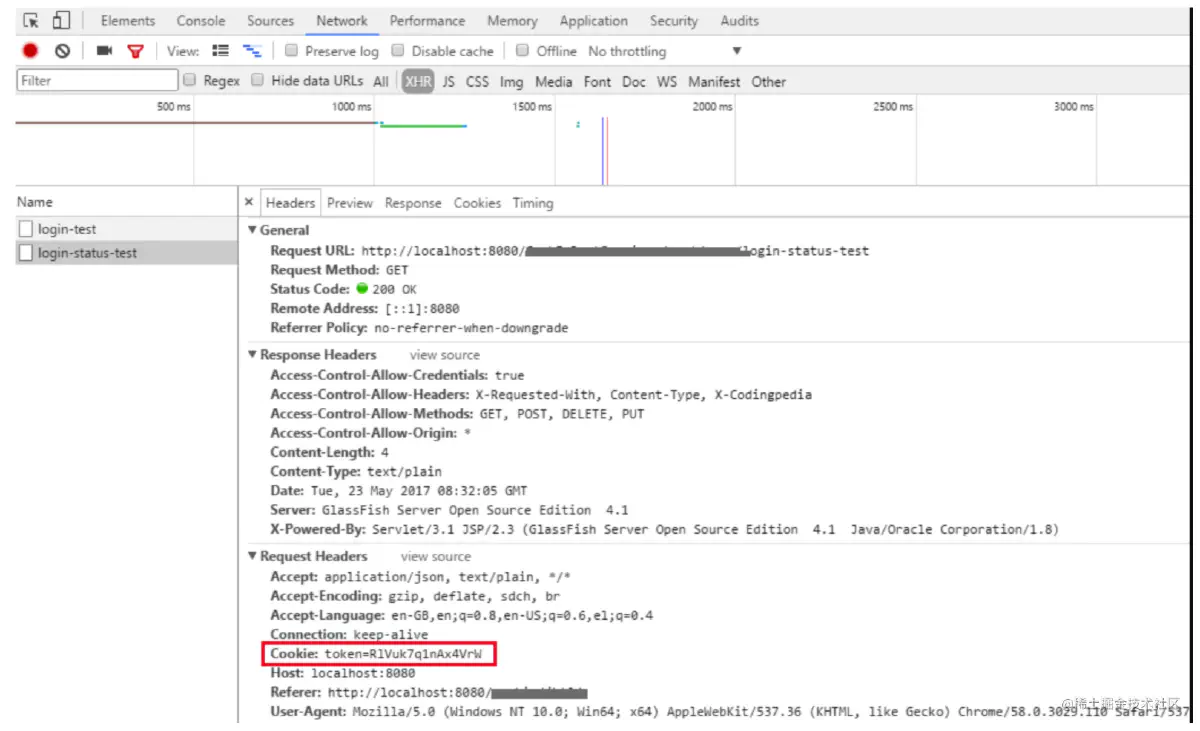 Elements Console Sources Network Performance Memory Application Security Audits
View: Preserve log Disable cache Offline No throttling
Filter Regex Hide data URLs All XHR JS CSS Img Media Font Doc WS Manifest Other
500 ms 1000 ms 1500 ms 2000 ms 2500 ms 3000 ms
Name
login-test
login-status-test
× Headers Preview Response Cookies Timing
General
Request URL: http://localhost:8080/ ogin-status-test
Request Method: GET
Status Code: 200 OK
Remote Address: [::1]:8080
Referrer Policy: no-referrer-when-downgrade
Response Headers view source
Access-Control-Allow-Credentials: true
Access-Control-Allow-Headers: X-Requested-With, Content-Type, X-Codingpedia
Access-Control-Allow-Methods: GET, POST, DELETE, PUT
Access-Control-Allow-Origin: *
Content-Length: 4
Content-Type: text/plain
Date: Tue, 23 May 2017 08:32:05 GMT
Server: GlassFish Server Open Source Edition 4.1
X-Powered-By: Servlet/3.1 JSP/2.3 (GlassFish Server Open Source Edition 4.1 Java/Oracle Corporation/1.8)
Request Headers view source
Accept: application/json, text/plain, */*
Accept-Encoding: gzip, deflate, sdch, br
Accept-Language: en-GB,en;q=0.8,en-US;q=0.6,el;q=0.4
Connection: keep-alive
Cookie: token=RlVuk7q1nAx4VrW
Host: localhost:8080
Referer: http://localhost:8080/
User-Agent: Mozilla/5.0 (Windows NT 10.0; Win64; x64) AppleWebKit/537.36 (KHTML, like Gecko) Chrome/58.0.3029.110 Safari/537
@稀土掘金技术社区